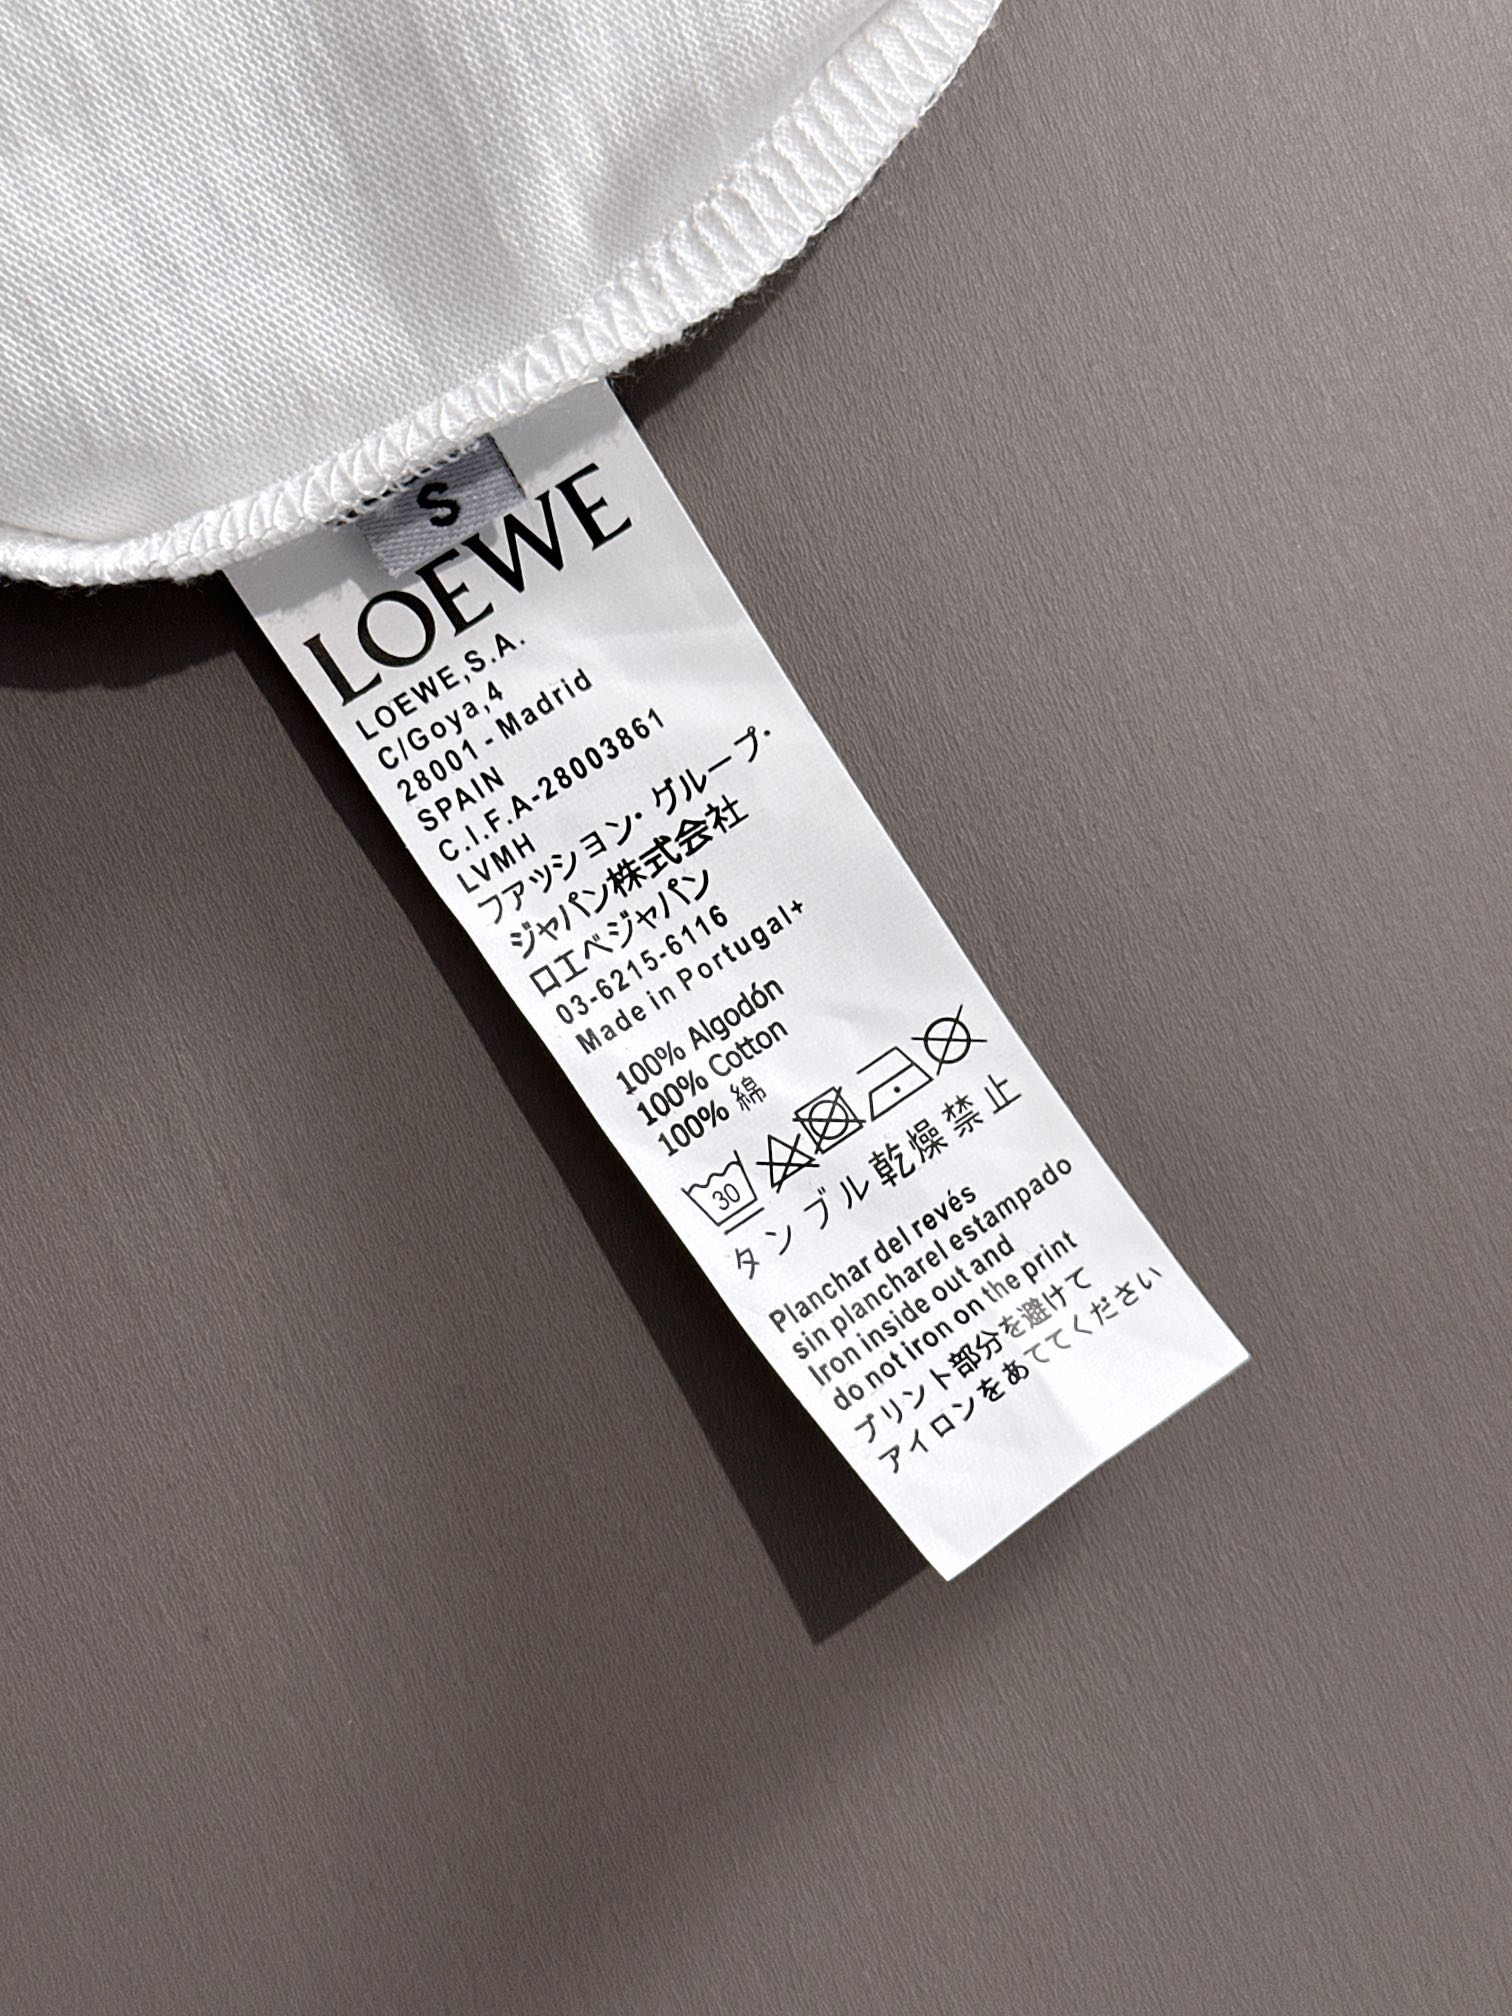 S
LOEWE
LOEWE,S.A.
C/Goya,4
28001 - Madrid
SPAIN
C.I.F.A-28003861
LVMH
ファッション・グループ・
ジャパン株式会社
ロエベジャパン
03-6215-6116
Made in Portugal+
100% Algodón
100% Cotton
100% 綿
30
タンブル乾燥禁止
Planchar del revés
sin plancharel estampado
Iron inside out and
do not iron on the print
プリント部分を避けて
アイロンをあててください